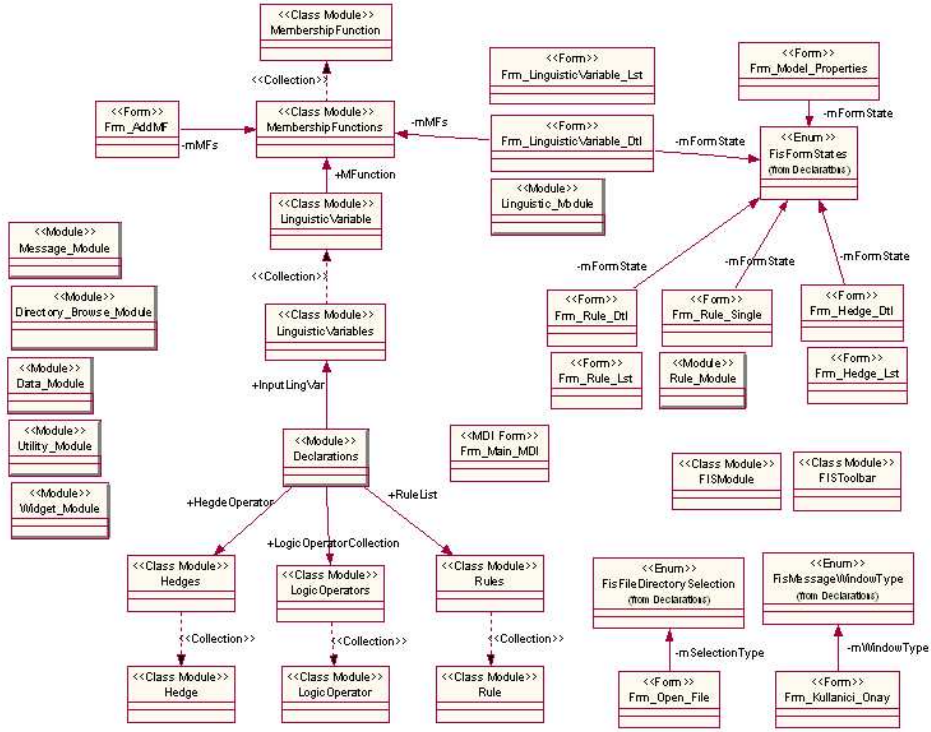 <<Class Module>>
MembershipFunction
<<Collection>>
<<Form>>
Frm_AddMF
-mMFs
<<Class Module>>
MembershipFunctions
-mMFs
<<Form>>
Frm_LinguisticVariable_Lst
<<Form>>
Frm_LinguisticVariable_Dtl
-mFormState
<<Form>>
Frm_Model_Properties
-mFormState
<<Enum>>
FisFormStates
(from Declarations)
+MFunction
<<Class Module>>
LinguisticVariable
<<Module>>
Linguistic_Module
<<Collection>>
<<Module>>
Message_Module
<<Module>>
Directory_Browse_Module
<<Class Module>>
LinguisticVariables
-mFormState
-mFormState
-mFormState
<<Form>>
Frm_Rule_Dtl
<<Form>>
Frm_Rule_Single
<<Form>>
Frm_Hedge_Dtl
<<Form>>
Frm_Rule_Lst
<<Module>>
Rule_Module
<<Form>>
Frm_Hedge_Lst
<<Module>>
Data_Module
+InputLingVar
<<Module>>
Utility_Module
<<Module>>
Declarations
<<MDI Form>>
Frm_Main_MDI
<<Class Module>>
FISModule
<<Class Module>>
FISToolbar
<<Module>>
Widget_Module
+HegdeOperator
+RuleList
+LogicOperatorCollection
<<Class Module>>
Hedges
<<Class Module>>
LogicOperators
<<Class Module>>
Rules
<<Enum>>
FisFileDirectorySelection
(from Declarations)
<<Enum>>
FisMessageWindowType
(from Declarations)
<<Collection>>
<<Collection>>
<<Collection>>
-mSelectionType
-mWindowType
<<Class Module>>
Hedge
<<Class Module>>
LogicOperator
<<Class Module>>
Rule
<<Form>>
Frm_Open_File
<<Form>>
Frm_Kullanici_Onay